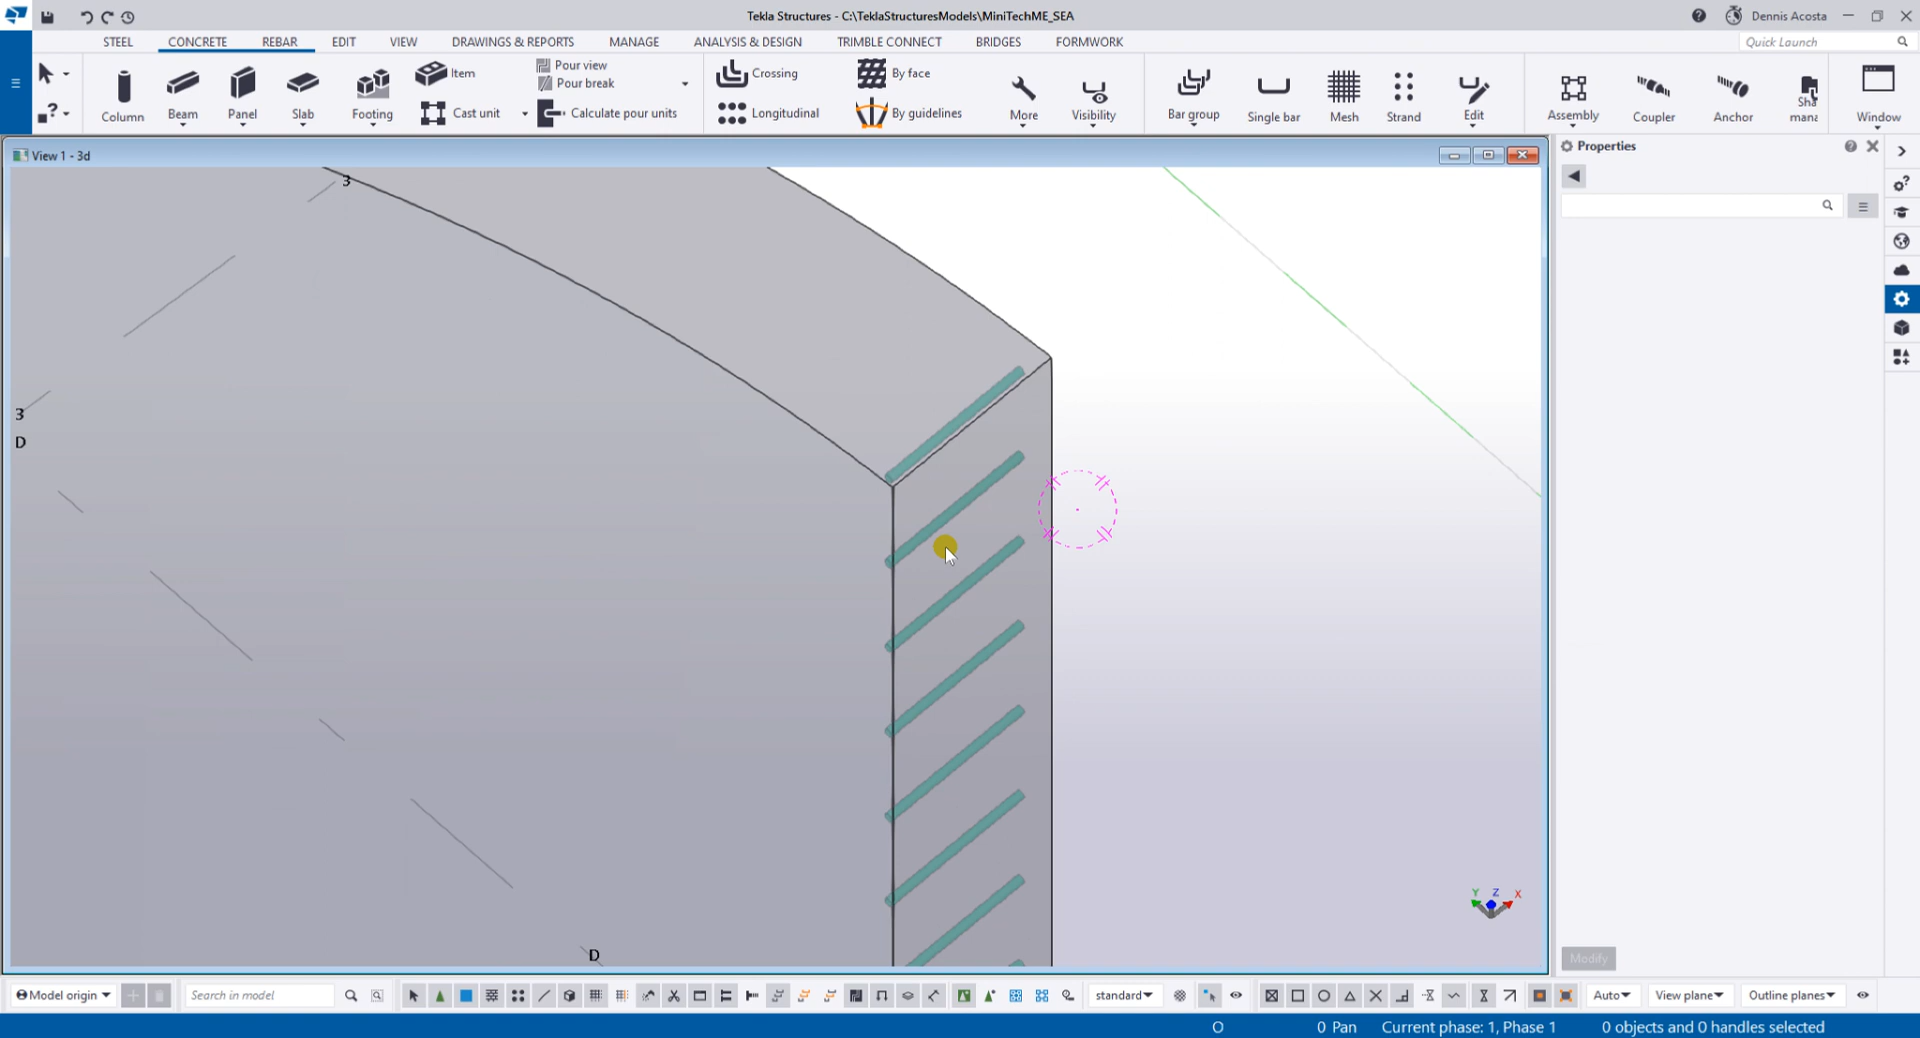 Tekla Structures - C:\TeklaStructuresModels\MiniTechME_SEA
Dennis Acosta
STEEL CONCRETE REBAR EDIT VIEW DRAWINGS & REPORTS MANAGE ANALYSIS & DESIGN TRIMBLE CONNECT BRIDGES FORMWORK
Quick Launch
Column
Beam
Panel
Slab
Footing
Item
Cast unit
Pour view
Pour break
Calculate pour units
Crossing
Longitudinal
By face
By guidelines
More
Visibility
Bar group
Single bar
Mesh
Strand
Edit
Assembly
Coupler
Anchor
Sha
mana
Window
View 1 - 3d
Properties
3
3
D
D
Y Z X
Modify
Model origin
Search in model
standard
Auto
View plane
Outline planes
O
0 Pan
Current phase: 1, Phase 1
0 objects and 0 handles selected